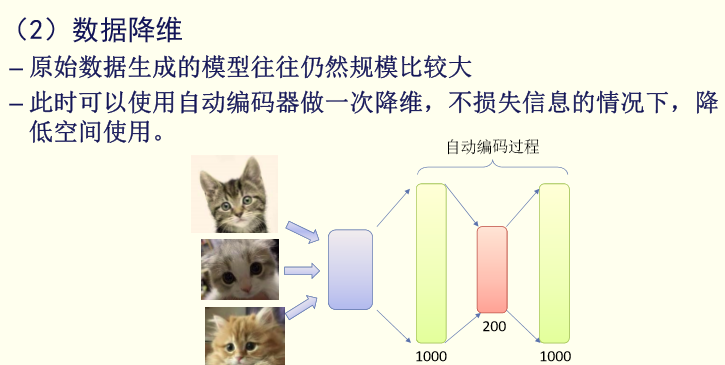 （2）数据降维
– 原始数据生成的模型往往仍然规模比较大
– 此时可以使用自动编码器做一次降维，不损失信息的情况下，降
低空间使用。
自动编码过程
200
1000
1000